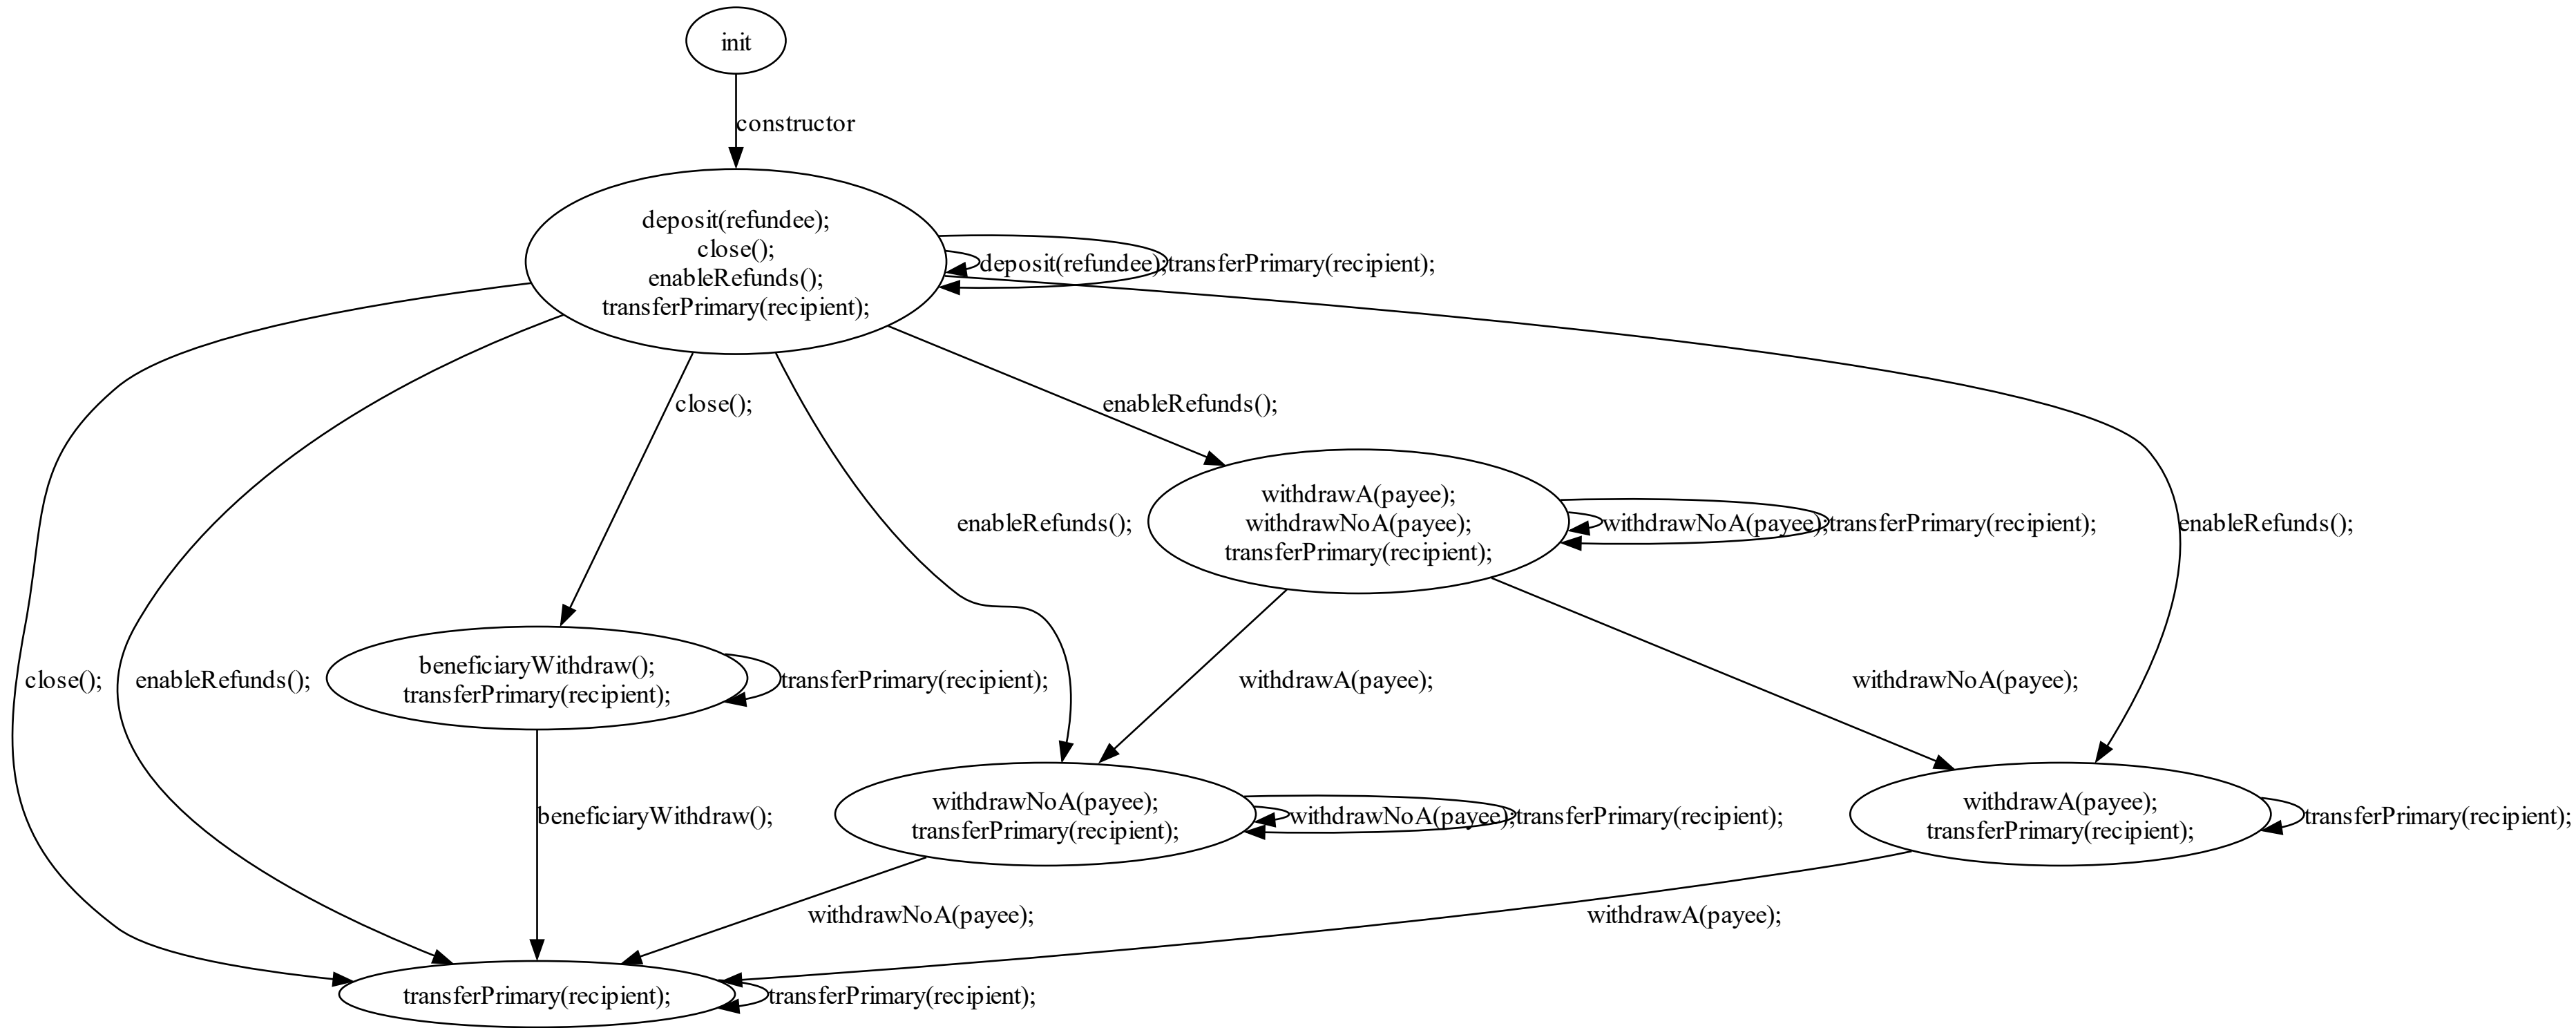 init
constructor
deposit(refundee);
close();
enableRefunds();
transferPrimary(recipient);
deposit(refundee);
transferPrimary(recipient);
close();
enableRefunds();
withdrawA(payee);
withdrawNoA(payee);
transferPrimary(recipient);
enableRefunds();
withdrawNoA(payee);
transferPrimary(recipient);
enableRefunds();
close();
enableRefunds();
beneficiaryWithdraw();
transferPrimary(recipient);
transferPrimary(recipient);
withdrawA(payee);
withdrawNoA(payee);
beneficiaryWithdraw();
withdrawNoA(payee);
transferPrimary(recipient);
withdrawNoA(payee);
transferPrimary(recipient);
withdrawA(payee);
transferPrimary(recipient);
transferPrimary(recipient);
withdrawNoA(payee);
withdrawA(payee);
transferPrimary(recipient);
transferPrimary(recipient);